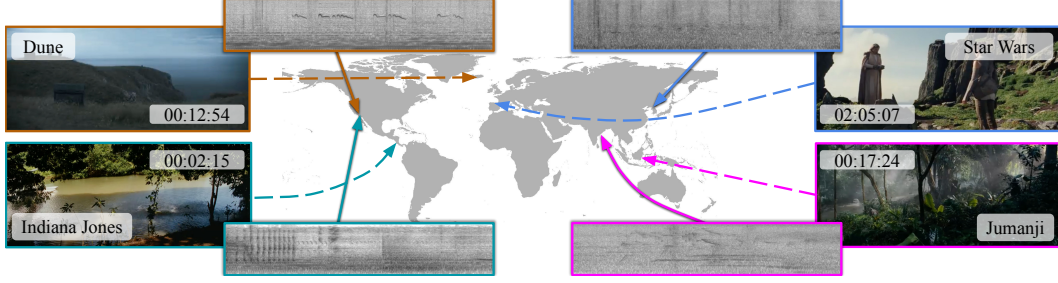 Dune
00:12:54
Star Wars
02:05:07
00:02:15
Indiana Jones
00:17:24
Jumanji